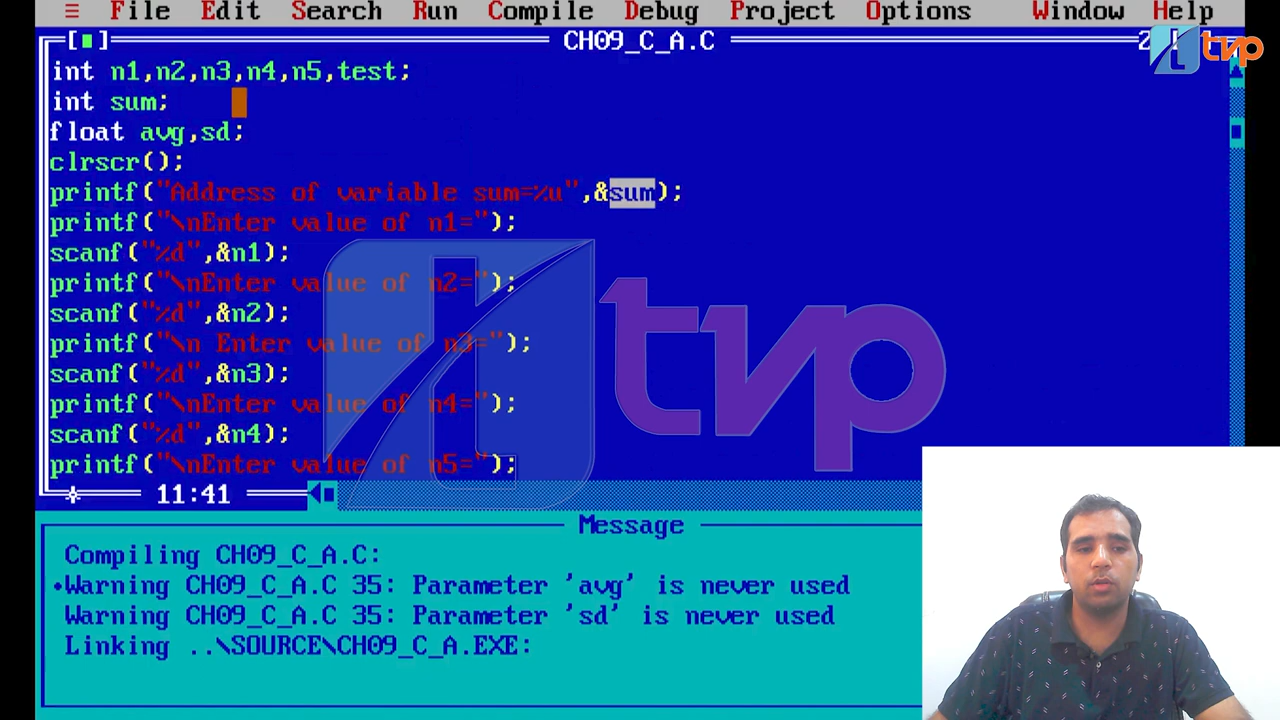 ≡ File Edit Search Run Compile Debug Project Options Window Help
[■] CH09_C_A.C 2
tvp
int n1,n2,n3,n4,n5,test;
int sum;
float avg,sd;
clrscr();
printf("Address of variable sum=%u",&sum);
printf("\nEnter value of n1=");
scanf("%d",&n1);
printf("\nEnter value of n2=");
scanf("%d",&n2);
printf("\n Enter value of n3=");
scanf("%d",&n3);
printf("\nEnter value of n4=");
scanf("%d",&n4);
printf("\nEnter value of n5=");
tvp
11:41
Message
Compiling CH09_C_A.C:
•Warning CH09_C_A.C 35: Parameter 'avg' is never used
Warning CH09_C_A.C 35: Parameter 'sd' is never used
Linking ..\SOURCE\CH09_C_A.EXE: